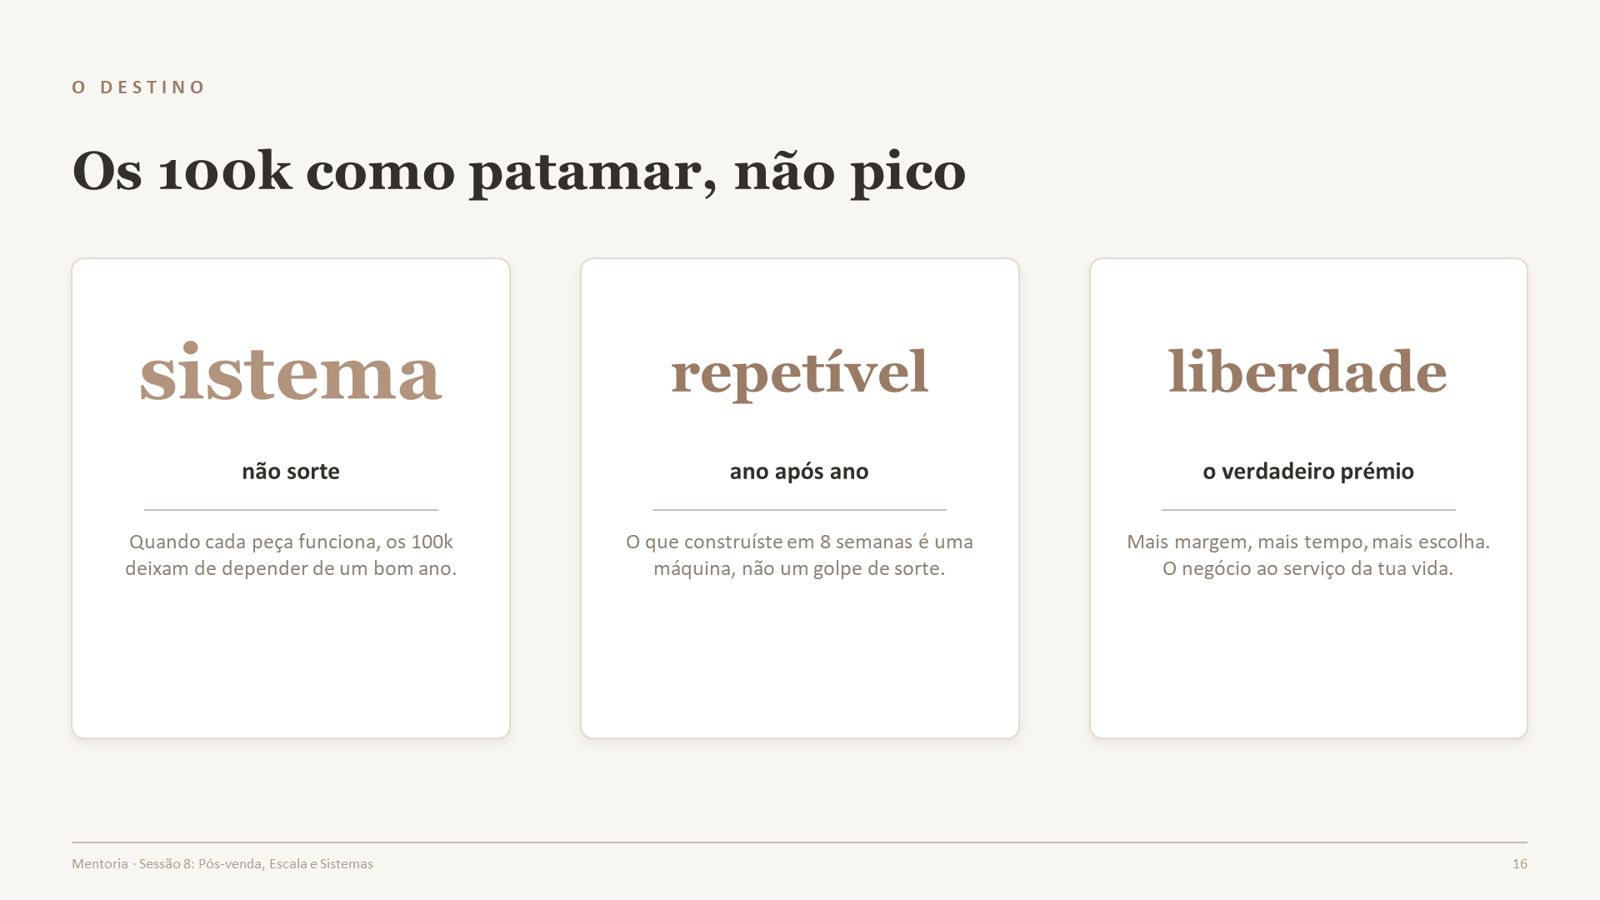 O DESTINO
Os 100k como patamar, não pico
sistema
não sorte
Quando cada peça funciona, os 100k
deixam de depender de um bom ano.
repetível
ano após ano
O que construíste em 8 semanas é uma
máquina, não um golpe de sorte.
liberdade
o verdadeiro prémio
Mais margem, mais tempo, mais escolha.
O negócio ao serviço da tua vida.
Mentoria · Sessão 8: Pós-venda, Escala e Sistemas
16